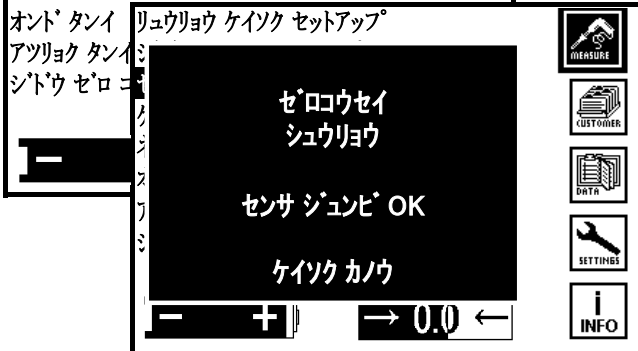 オンド タンイ
アツリョク タンイ
ジドウ ゼロ コ
リュウリョウ ケイソク セットアップ
ゼロコウセイ
シュウリョウ
センサ ジュンビ OK
ケイソク カノウ
− +
→ 0.0 ←
−
MEASURE
CUSTOMER
DATA
SETTINGS
i
INFO